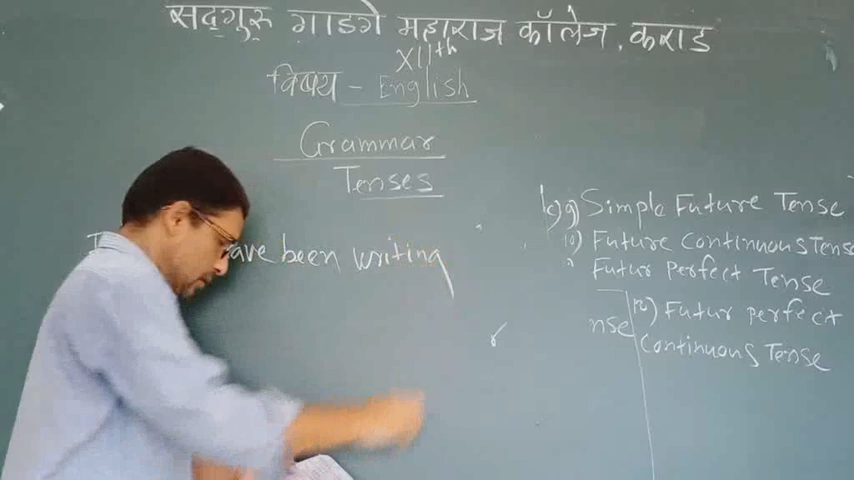 सद्गुरु गाडगे महाराज कॉलेज, कराड
XIIth
विषय - English
Grammar
Tenses
ave been writing
9) Simple Future Tense
10) Future Continuous Tense
Futur Perfect Tense
12) Futur perfect
nse
Continuous Tense